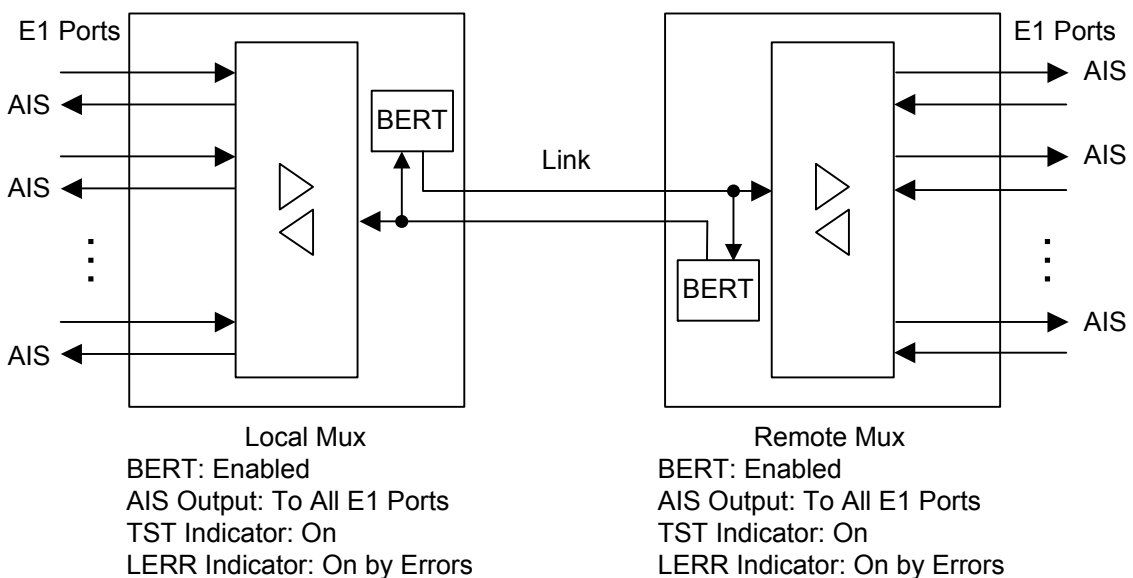 E1 Ports
E1 Ports
AIS
AIS
BERT
Link
AIS
AIS
BERT
AIS
AIS
Local Mux
BERT: Enabled
AIS Output: To All E1 Ports
TST Indicator: On
LERR Indicator: On by Errors
Remote Mux
BERT: Enabled
AIS Output: To All E1 Ports
TST Indicator: On
LERR Indicator: On by Errors